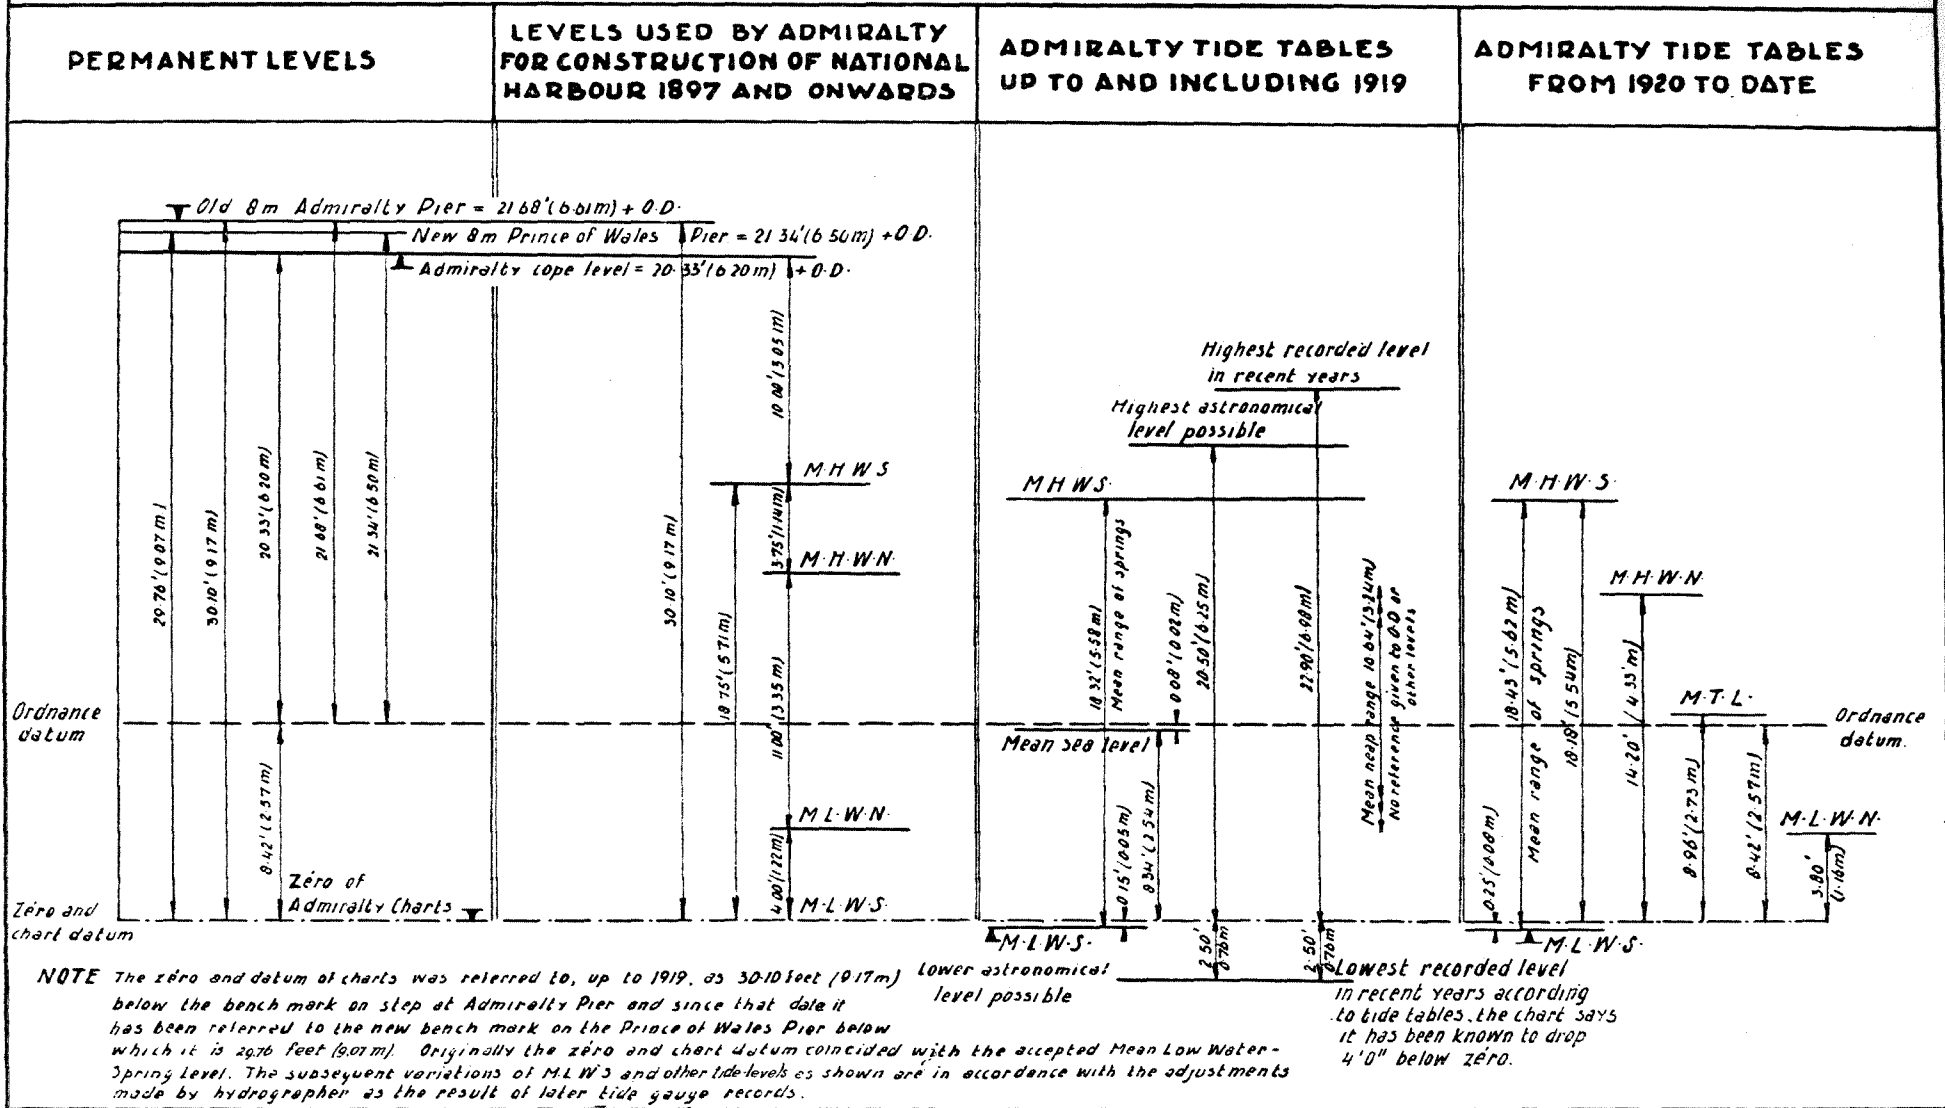 PERMANENT LEVELS
LEVELS USED BY ADMIRALTY
FOR CONSTRUCTION OF NATIONAL
HARBOUR 1897 AND ONWARDS
ADMIRALTY TIDE TABLES
UP TO AND INCLUDING 1919
ADMIRALTY TIDE TABLES
FROM 1920 TO DATE
Old Bm Admiralty Pier = 21 68'(6·61m) + O·D·
New Bm Prince of Wales Pier = 21 34'(6 50m) + O·D·
Admiralty cope level = 20·33'(6 20m) + O·D·
29·76'(9 07m)
30·10'(9 17m)
20 33'(6 20m)
21 68'(6 61m)
21 34'(6 50m)
8·42'(2 57m)
Ordnance
datum
Zéro of
Admiralty Charts
Zéro and
chart datum
30·10'(9 17m)
18 75'(5 71m)
10 00'(3 05m)
M·H W S
3·75'(1·14m)
M·H·W·N·
11 00'(3 35m)
M L·W·N·
4·00'(1·22m)
M·L·W·S·
Highest recorded level
in recent years
Highest astronomical
level possible
M H W S·
18 32'(5·58m)
Mean range of springs
0·08'(0·02m)
20·50'(6·25m)
22·90'(6·98m)
Mean neap range 10 64'(3·24m)
No reference given to O·D or
other levels
Mean sea level
0·15'(0·05m)
8 34'(2 54m)
M·L·W·S·
2 50'
0·76m
2 50'
0·76m
Lower astronomical
level possible
Lowest recorded level
in recent years according
to tide tables, the chart says
it has been known to drop
4'0" below zéro.
M·H·W·S·
18·43'(5·62m)
Mean range of springs
18·18'(5 54m)
M·H·W·N·
14·20'(4 33'm)
M·T·L·
Ordnance
datum.
0·25'(0·08m)
8·96'(2·73m)
8·42'(2·57m)
M·L·W·N·
3·80'
(1·16m)
M·L·W·S·
NOTE The zéro and datum of charts was referred to, up to 1919, as 30·10 feet (9·17m)
below the bench mark on step at Admiralty Pier and since that date it
has been referred to the new bench mark on the Prince of Wales Pier below
which it is 29·76 feet (9·07m). Originally the zéro and chart datum coincided with the accepted Mean Low Water-
Spring Level. The subsequent variations of M.L W S and other tide-levels as shown are in accordance with the adjustments
made by hydrographer as the result of later tide gauge records.